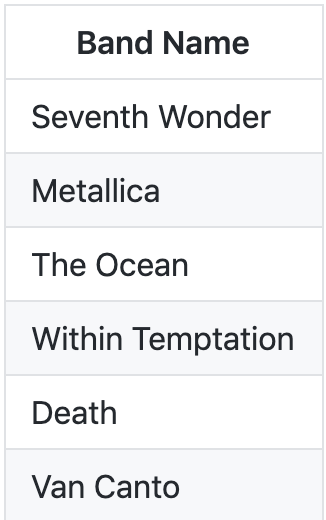 Band Name
Seventh Wonder
Metallica
The Ocean
Within Temptation
Death
Van Canto